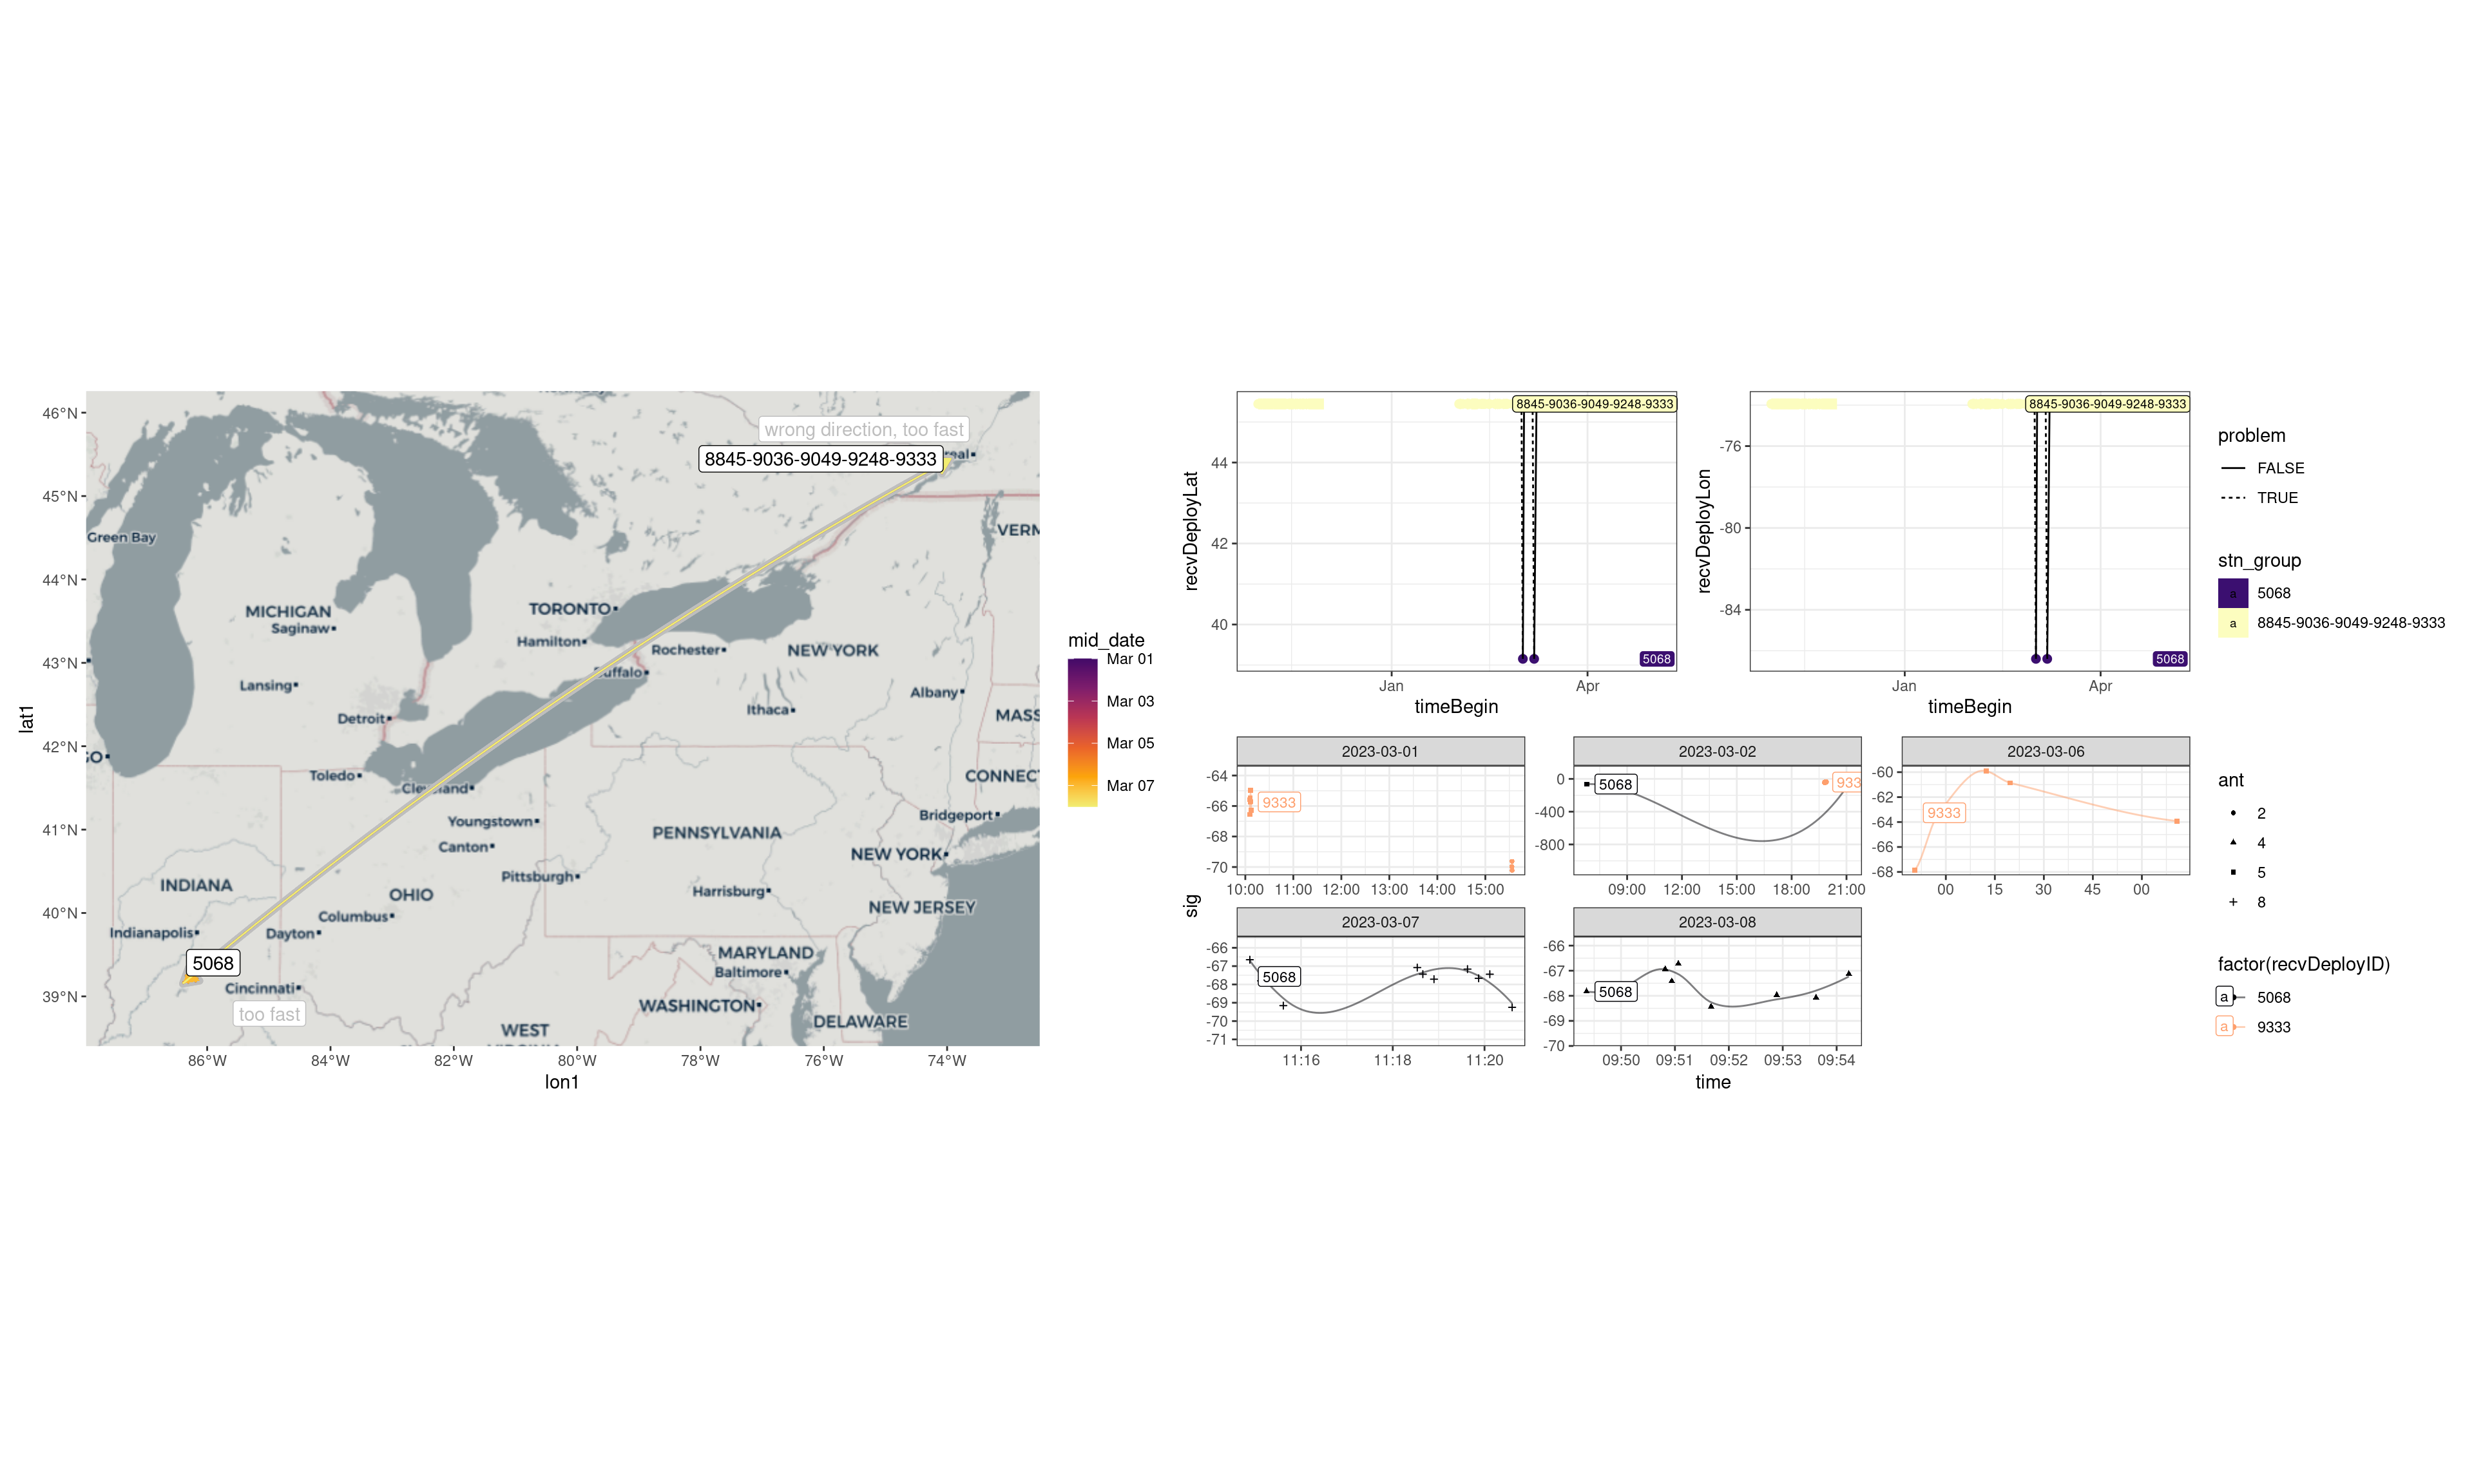 46°N
45°N
44°N
43°N
42°N
41°N
40°N
39°N
lat1
wrong direction, too fast
8845-9036-9049-9248-9333
real
Green Bay
VERM
MICHIGAN
Saginaw
TORONTO
Hamilton
Rochester
NEW YORK
Buffalo
Lansing
Albany
Ithaca
Detroit
MASS
GO
Toledo
Cleveland
CONNEC
Youngstown
Bridgeport
PENNSYLVANIA
Canton
NEW YORK
Pittsburgh
INDIANA
OHIO
Harrisburg
NEW JERSEY
Columbus
Indianapolis
Dayton
MARYLAND
5068
Baltimore
Cincinnati
WASHINGTON
too fast
DELAWARE
WEST
86°W 84°W 82°W 80°W 78°W 76°W 74°W
lon1
mid_date
Mar 01
Mar 03
Mar 05
Mar 07
recvDeployLat
44
42
40
8845-9036-9049-9248-9333
5068
Jan Apr
timeBegin
recvDeployLon
-76
-80
-84
8845-9036-9049-9248-9333
5068
Jan Apr
timeBegin
sig
2023-03-01
-64
-66
-68
-70
9333
10:00 11:00 12:00 13:00 14:00 15:00
2023-03-02
0
-400
-800
5068
933
09:00 12:00 15:00 18:00 21:00
2023-03-06
-60
-62
-64
-66
-68
9333
00 15 30 45 00
2023-03-07
-66
-67
-68
-69
-70
-71
5068
11:16 11:18 11:20
2023-03-08
-66
-67
-68
-69
-70
5068
09:50 09:51 09:52 09:53 09:54
time
problem
FALSE
TRUE
stn_group
a 5068
a 8845-9036-9049-9248-9333
ant
2
4
5
8
factor(recvDeployID)
a 5068
a 9333